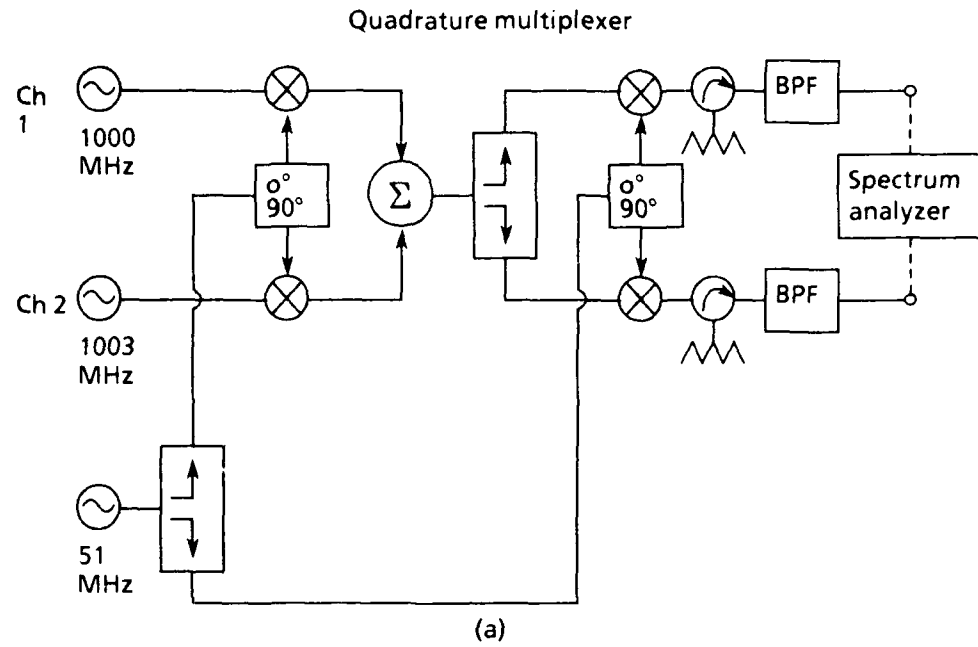 Quadrature multiplexer
Ch
1
1000
MHz
0°
90°
Σ
0°
90°
BPF
Spectrum
analyzer
Ch 2
1003
MHz
BPF
51
MHz
(a)